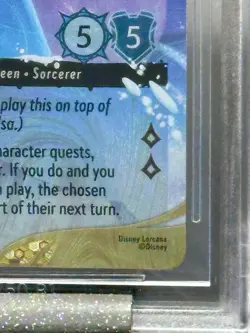 5 5
een • Sorcerer
play this on top of
sa.)
aracter quests,
r. If you do and you
play, the chosen
rt of their next turn.
Disney Lorcana
©Disney